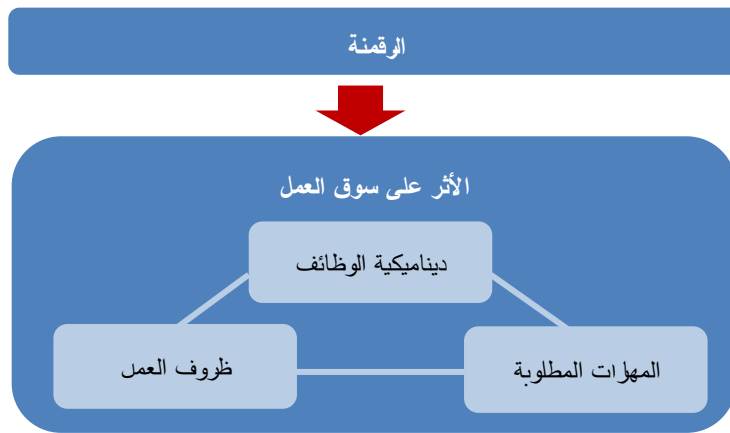 الرقمنة
الأثر على سوق العمل
ديناميكية الوظائف
المهارات المطلوبة
ظروف العمل